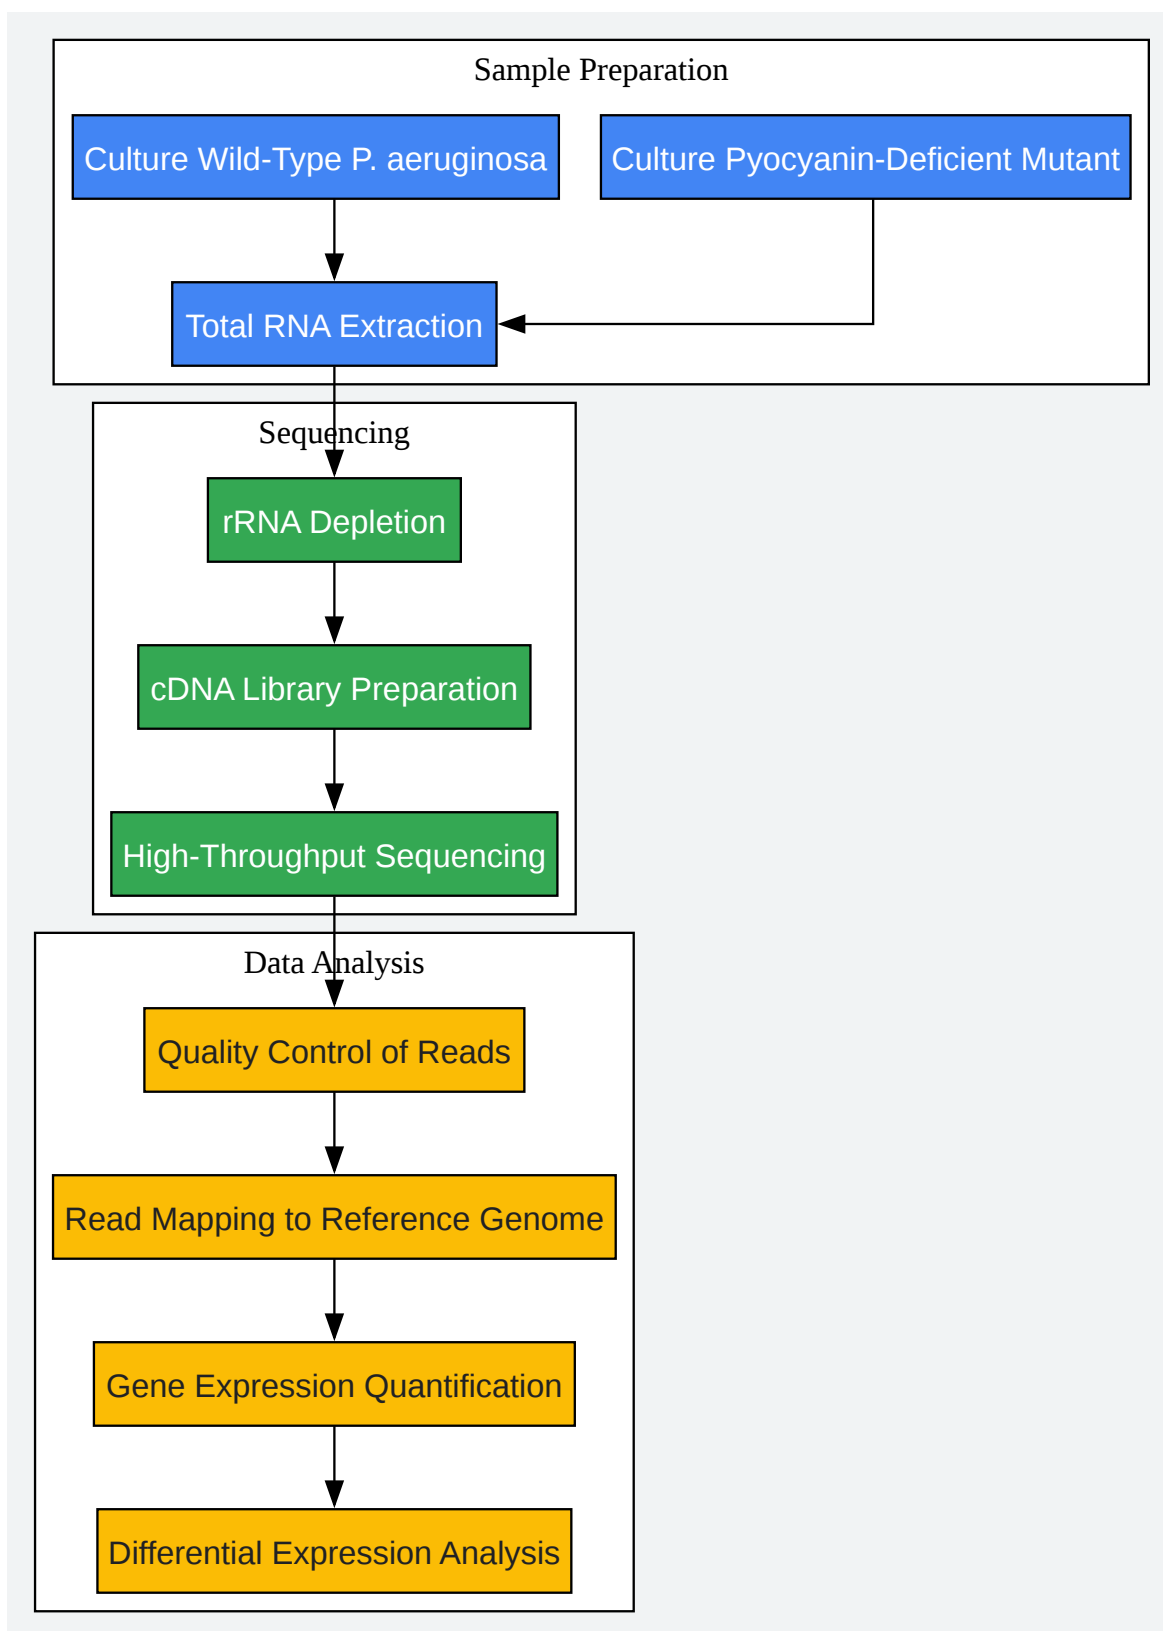 Sample Preparation
Culture Wild-Type P. aeruginosa
Culture Pyocyanin-Deficient Mutant
Total RNA Extraction
Sequencing
rRNA Depletion
cDNA Library Preparation
High-Throughput Sequencing
Data Analysis
Quality Control of Reads
Read Mapping to Reference Genome
Gene Expression Quantification
Differential Expression Analysis